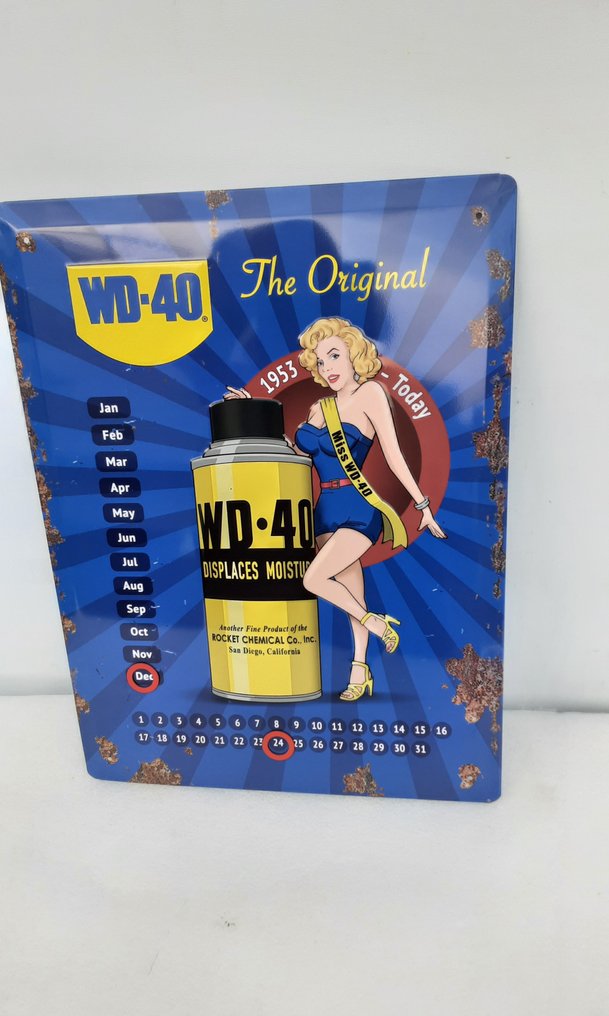 The Original
WD-40®
1953 - Today
Miss WD-40
Jan
Feb
Mar
Apr
May
Jun
Jul
Aug
Sep
Oct
Nov
Dec
WD-40
DISPLACES MOISTU
Another Fine Product of the
ROCKET CHEMICAL Co., Inc.
San Diego, California
1 2 3 4 5 6 7 8 9 10 11 12 13 14 15 16
17 18 19 20 21 22 23 24 25 26 27 28 29 30 31